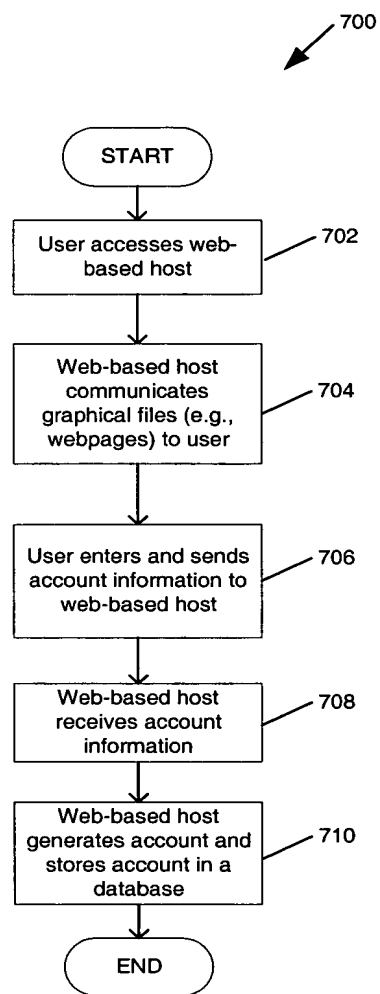 700
START
User accesses web-
based host
702
Web-based host
communicates
graphical files (e.g.,
webpages) to user
704
User enters and sends
account information to
web-based host
706
Web-based host
receives account
information
708
Web-based host
generates account and
stores account in a
database
710
END